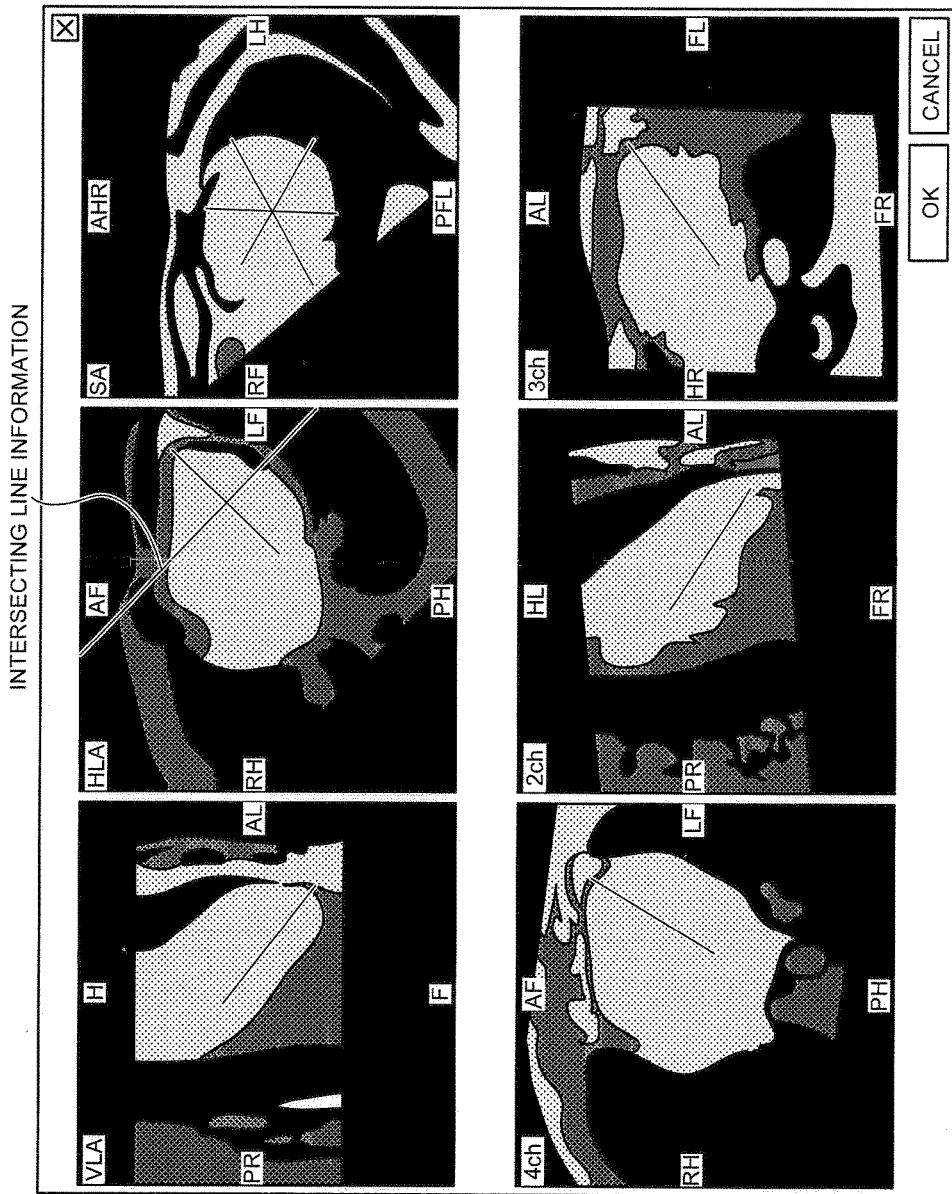 INTERSECTING LINE INFORMATION
VLA
H
PR
AL
F
HLA
AF
RH
LF
PH
SA
AHR
RF
LH
PFL
4ch
AF
RH
LF
PH
2ch
HL
PR
AL
FR
3ch
AL
HR
FL
FR
OK
CANCEL